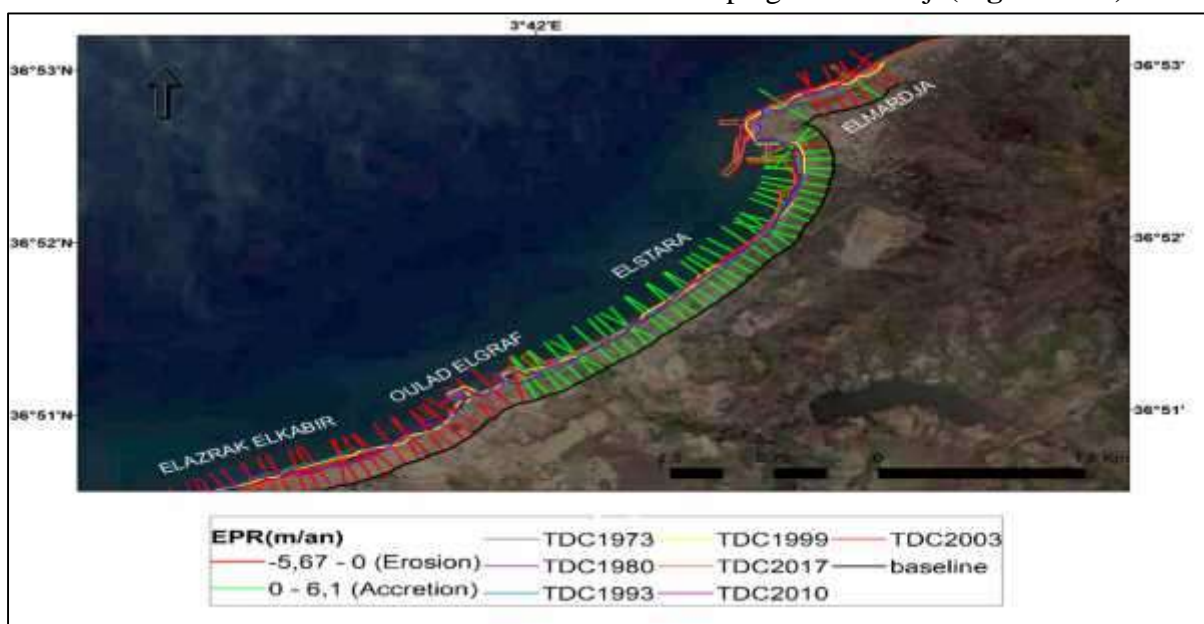 3°42'E
36°53'N
36°53'
ELMARDJA
36°52'N
36°52'
ELSTARA
OULAD ELGRAF
36°51'N
36°51'
ELAZRAK ELKABIR
0
Km
EPR(m/an)
-5,67 - 0 (Erosion)
0 - 6,1 (Accretion)
TDC1973
TDC1980
TDC1993
TDC1999
TDC2017
TDC2010
TDC2003
baseline